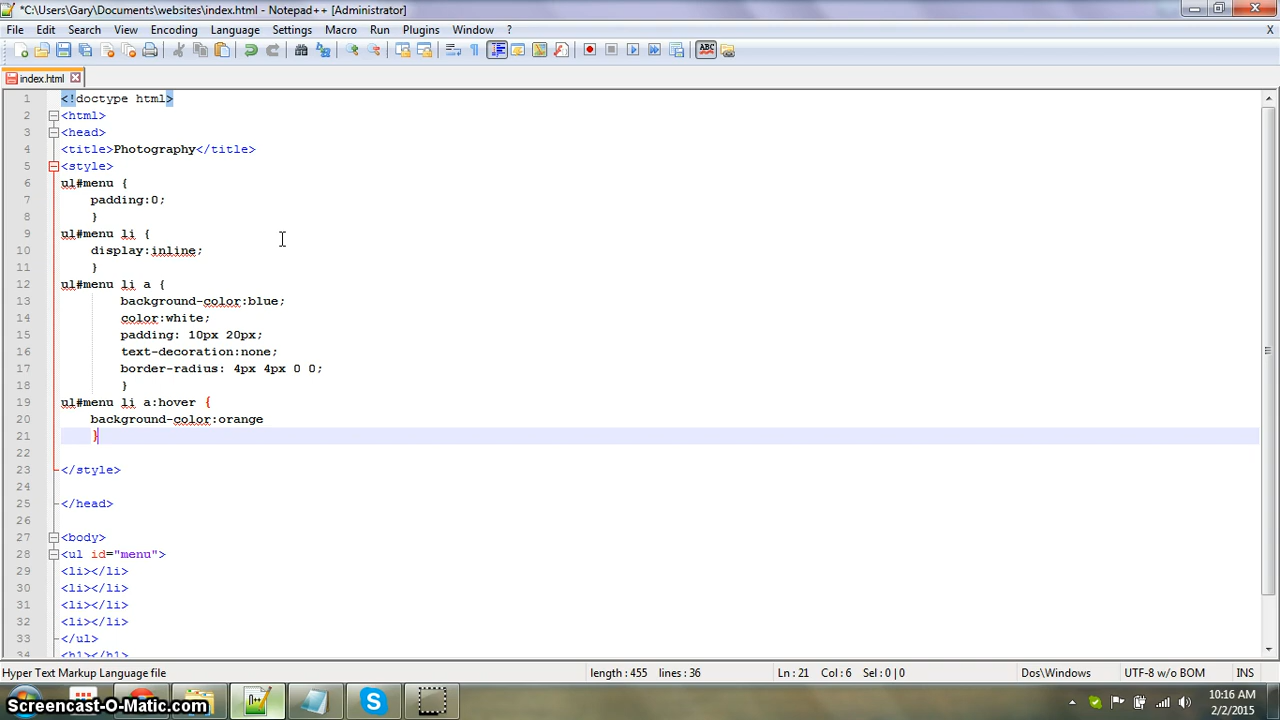 *C:\Users\Gary\Documents\websites\index.html - Notepad++ [Administrator]
File Edit Search View Encoding Language Settings Macro Run Plugins Window ? X
ABC
index.html
1 <!doctype html>
2 <html>
3 <head>
4 <title>Photography</title>
5 <style>
6 ul#menu {
7 padding:0;
8 }
9 ul#menu li {
10 display:inline;
11 }
12 ul#menu li a {
13 background-color:blue;
14 color:white;
15 padding: 10px 20px;
16 text-decoration:none;
17 border-radius: 4px 4px 0 0;
18 }
19 ul#menu li a:hover {
20 background-color:orange
21 }
22
23 </style>
24
25 </head>
26
27 <body>
28 <ul id="menu">
29 <li></li>
30 <li></li>
31 <li></li>
32 <li></li>
33 </ul>
34 <h1></h1>
Hyper Text Markup Language file length : 455 lines : 36 Ln : 21 Col : 6 Sel : 0 | 0 Dos\Windows UTF-8 w/o BOM INS
Screencast-O-Matic.com
10:16 AM
2/2/2015